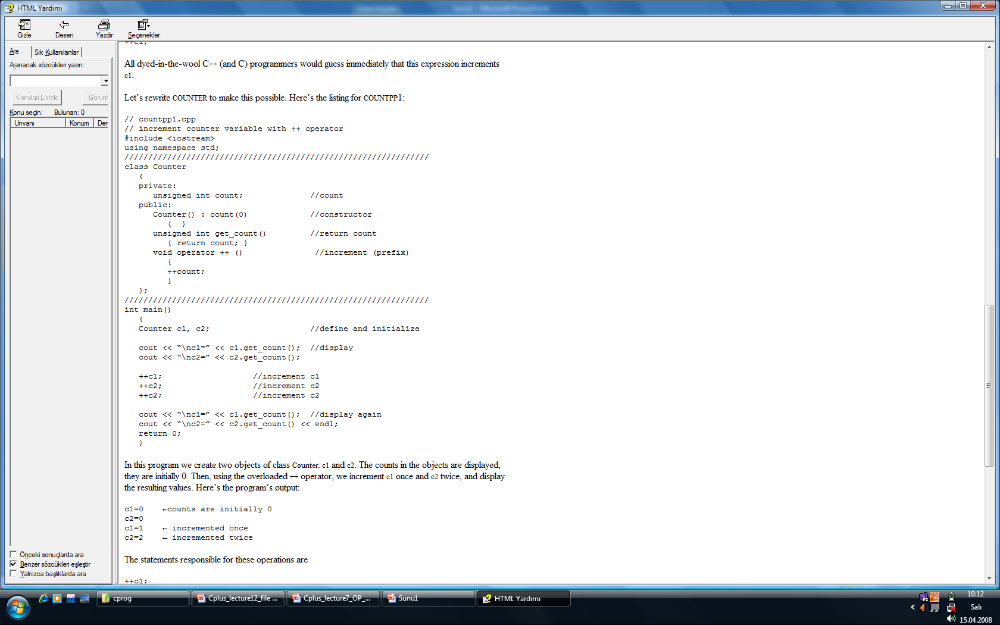 HTML Yardımı
Gizle
Desen
Yazdır
Seçenekler
Ara
Sık Kullanılanlar
Aranacak sözcükleri yazın:
Konuları Listele
Görünt
Konu seçin:
Bulunan: 0
Unvanı
Konum
Der
Önceki sonuçlarda ara
Benzer sözcükleri eşleştir
Yalnızca başlıklarda ara
++c1;
All dyed-in-the-wool C++ (and C) programmers would guess immediately that this expression increments
c1.
Let’s rewrite COUNTER to make this possible. Here’s the listing for COUNTPP1:
// countpp1.cpp
// increment counter variable with ++ operator
#include <iostream>
using namespace std;
////////////////////////////////////////////////////////////////
class Counter
{
private:
unsigned int count; //count
public:
Counter() : count(0) //constructor
{ }
unsigned int get_count() //return count
{ return count; }
void operator ++ () //increment (prefix)
{
++count;
}
};
////////////////////////////////////////////////////////////////
int main()
{
Counter c1, c2; //define and initialize
cout << “\nc1=” << c1.get_count(); //display
cout << “\nc2=” << c2.get_count();
++c1; //increment c1
++c2; //increment c2
++c2; //increment c2
cout << “\nc1=” << c1.get_count(); //display again
cout << “\nc2=” << c2.get_count() << endl;
return 0;
}
In this program we create two objects of class Counter: c1 and c2. The counts in the objects are displayed;
they are initially 0. Then, using the overloaded ++ operator, we increment c1 once and c2 twice, and display
the resulting values. Here’s the program’s output:
c1=0 ←counts are initially 0
c2=0
c1=1 ← incremented once
c2=2 ← incremented twice
The statements responsible for these operations are
++c1;
cprog
Cplus_lecture12_file ...
Cplus_lecture7_OP_...
Sunu1
HTML Yardımı
10:12
Salı
15.04.2008